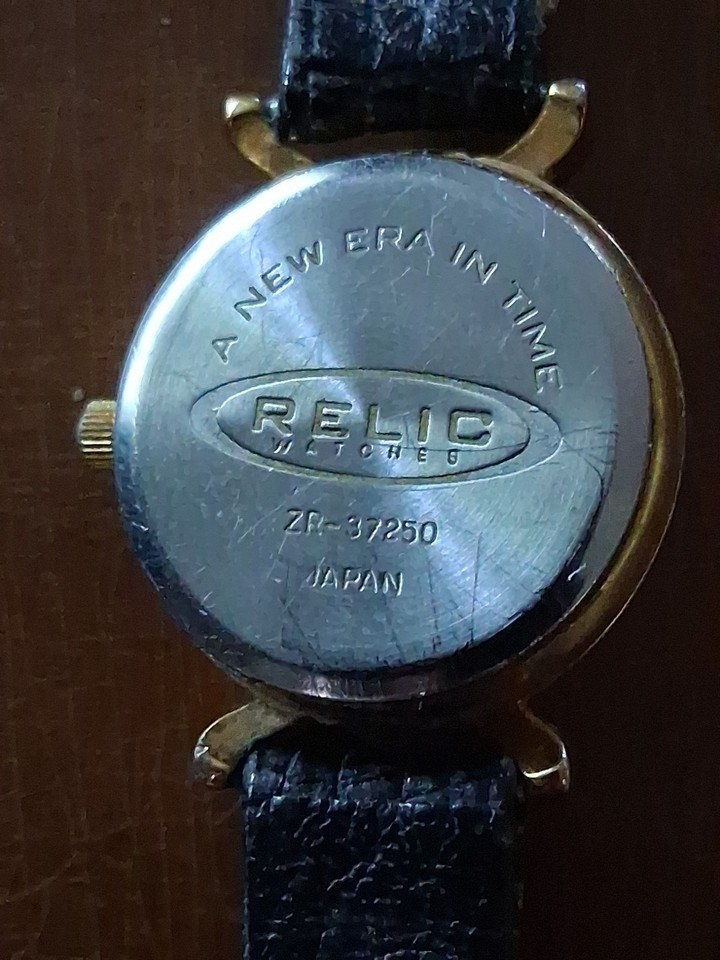 A NEW ERA IN TIME
RELIC
WATCHES
ZR-37250
JAPAN